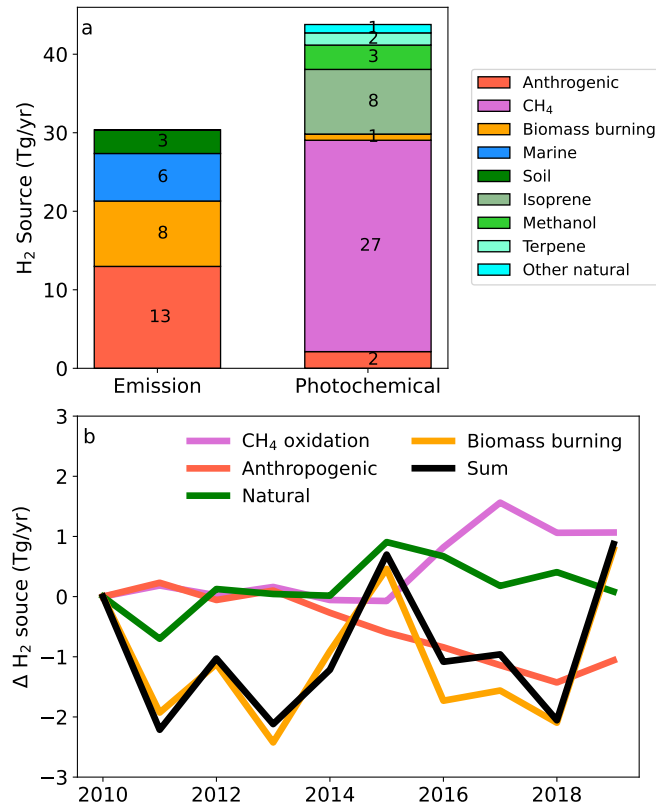 a
H₂ Source (Tg/yr)
40
30
20
10
0
3
6
8
13
1
2
3
8
1
27
2
Emission
Photochemical
Anthrogenic
CH₄
Biomass burning
Marine
Soil
Isoprene
Methanol
Terpene
Other natural
b
Δ H₂ souce (Tg/yr)
3
2
1
0
−1
−2
−3
CH₄ oxidation
Anthropogenic
Natural
Biomass burning
Sum
2010
2012
2014
2016
2018